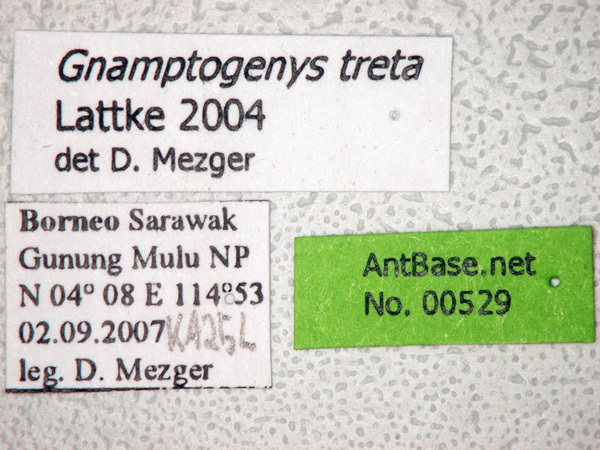 Gnamptogenys treta
Lattke 2004
det D. Mezger
Borneo Sarawak
Gunung Mulu NP
N 04° 08 E 114°53
02.09.2007 KA25L
leg. D. Mezger
AntBase.net
No. 00529